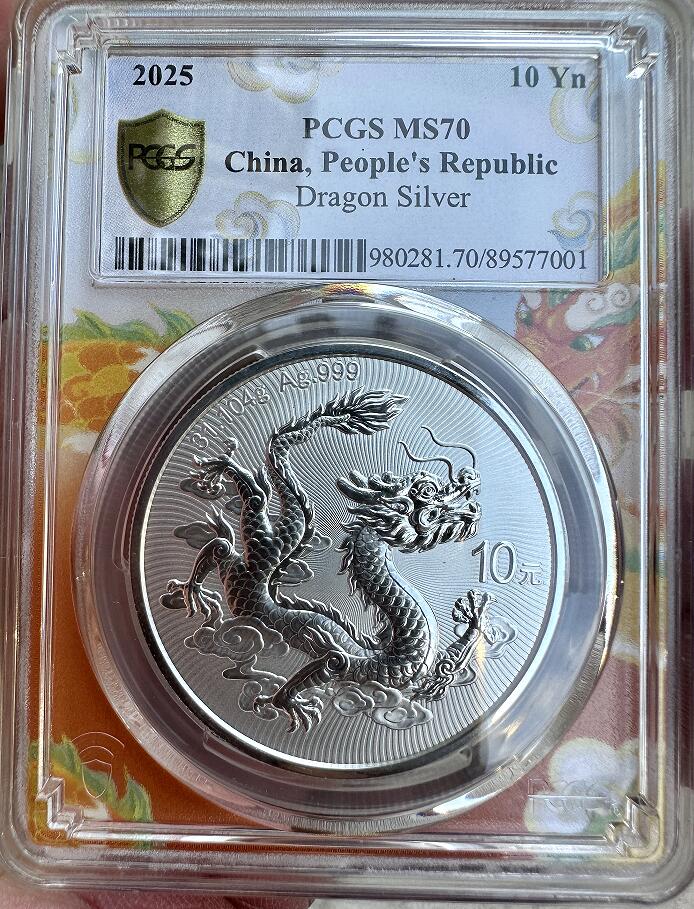 2025 10 Yn
PCGS MS70
PCGS
China, People's Republic
Dragon Silver
980281.70/89577001
31.104g Ag.999
10元
PCGS